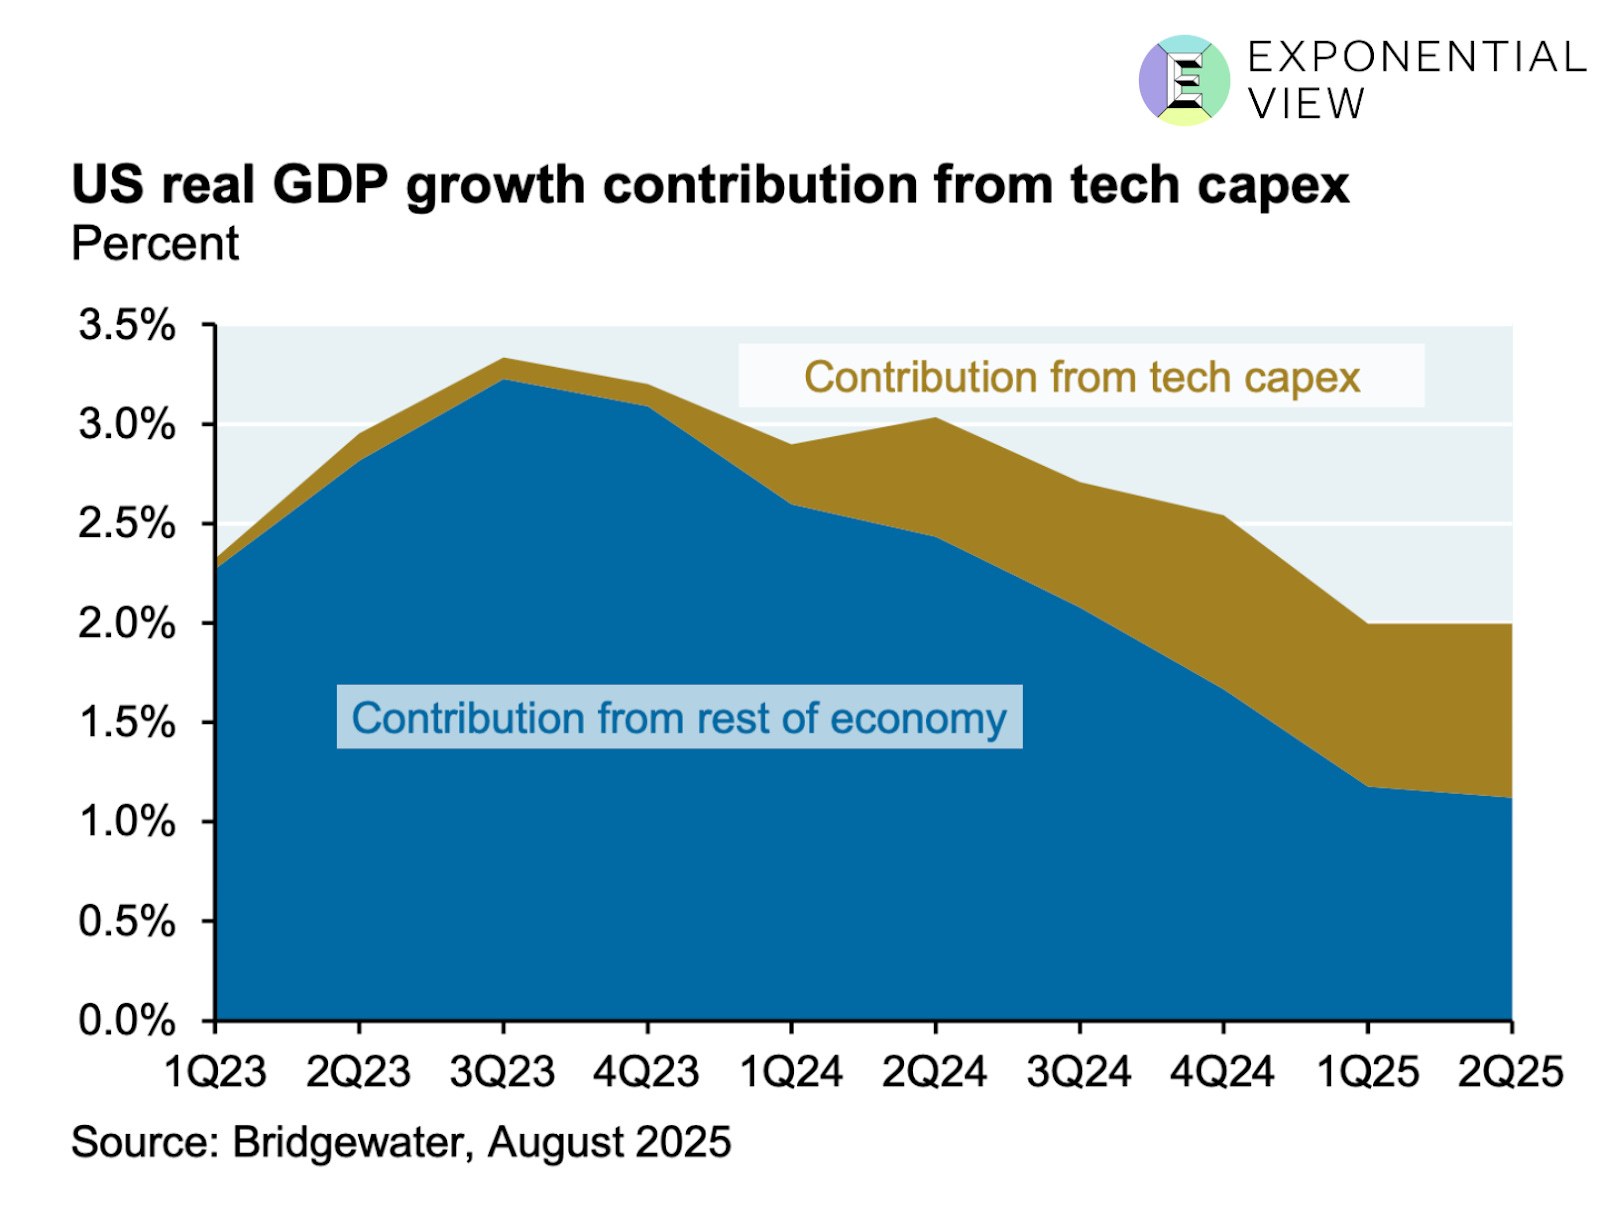 EXPONENTIAL
VIEW
US real GDP growth contribution from tech capex
Percent
3.5%
3.0%
2.5%
2.0%
1.5%
1.0%
0.5%
0.0%
Contribution from tech capex
Contribution from rest of economy
1Q23 2Q23 3Q23 4Q23 1Q24 2Q24 3Q24 4Q24 1Q25 2Q25
Source: Bridgewater, August 2025